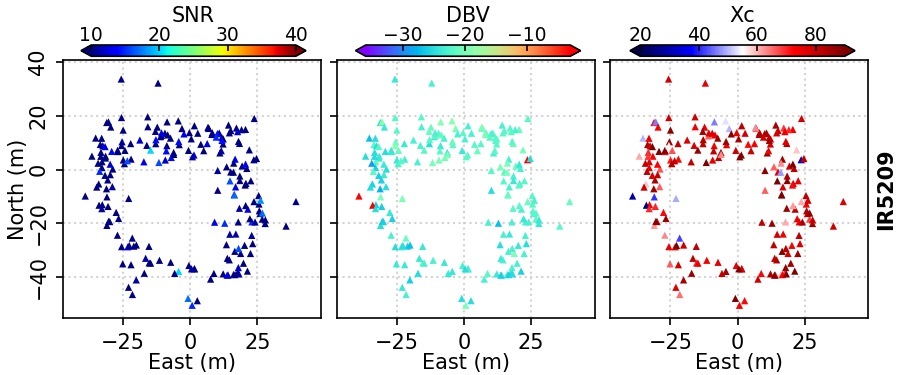 SNR DBV Xc
10 20 30 40 −30 −20 −10 20 40 60 80
40
20
0
−20
−40
North (m)
IR5209
−25 0 25 −25 0 25 −25 0 25
East (m) East (m) East (m)